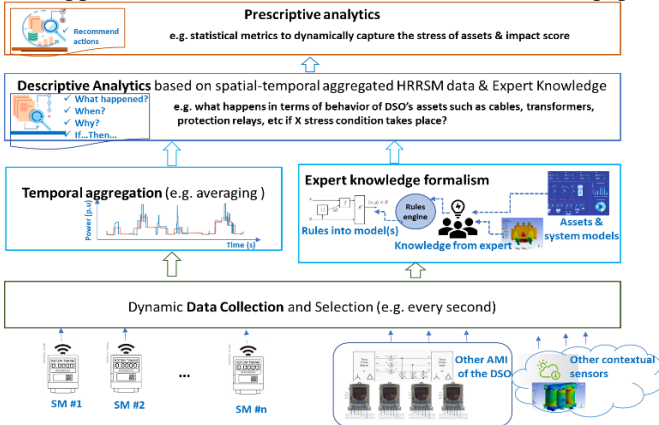 Prescriptive analytics
Recommend
actions
e.g. statistical metrics to dynamically capture the stress of assets & impact score
Descriptive Analytics based on spatial-temporal aggregated HRRSM data & Expert Knowledge
What happened?
When?
Why?
If...Then...
e.g. what happens in terms of behavior of DSO's assets such as cables, transformers,
protection relays, etc if X stress condition takes place?
Temporal aggregation (e.g. averaging )
Power (p.u)
Time (s)
Expert knowledge formalism
Rules into model(s)
Rules
engine
Knowledge from expert
Assets &
system models
Dynamic Data Collection and Selection (e.g. every second)
SM #1
SM #2
...
SM #n
Other AMI
of the DSO
Other contextual
sensors